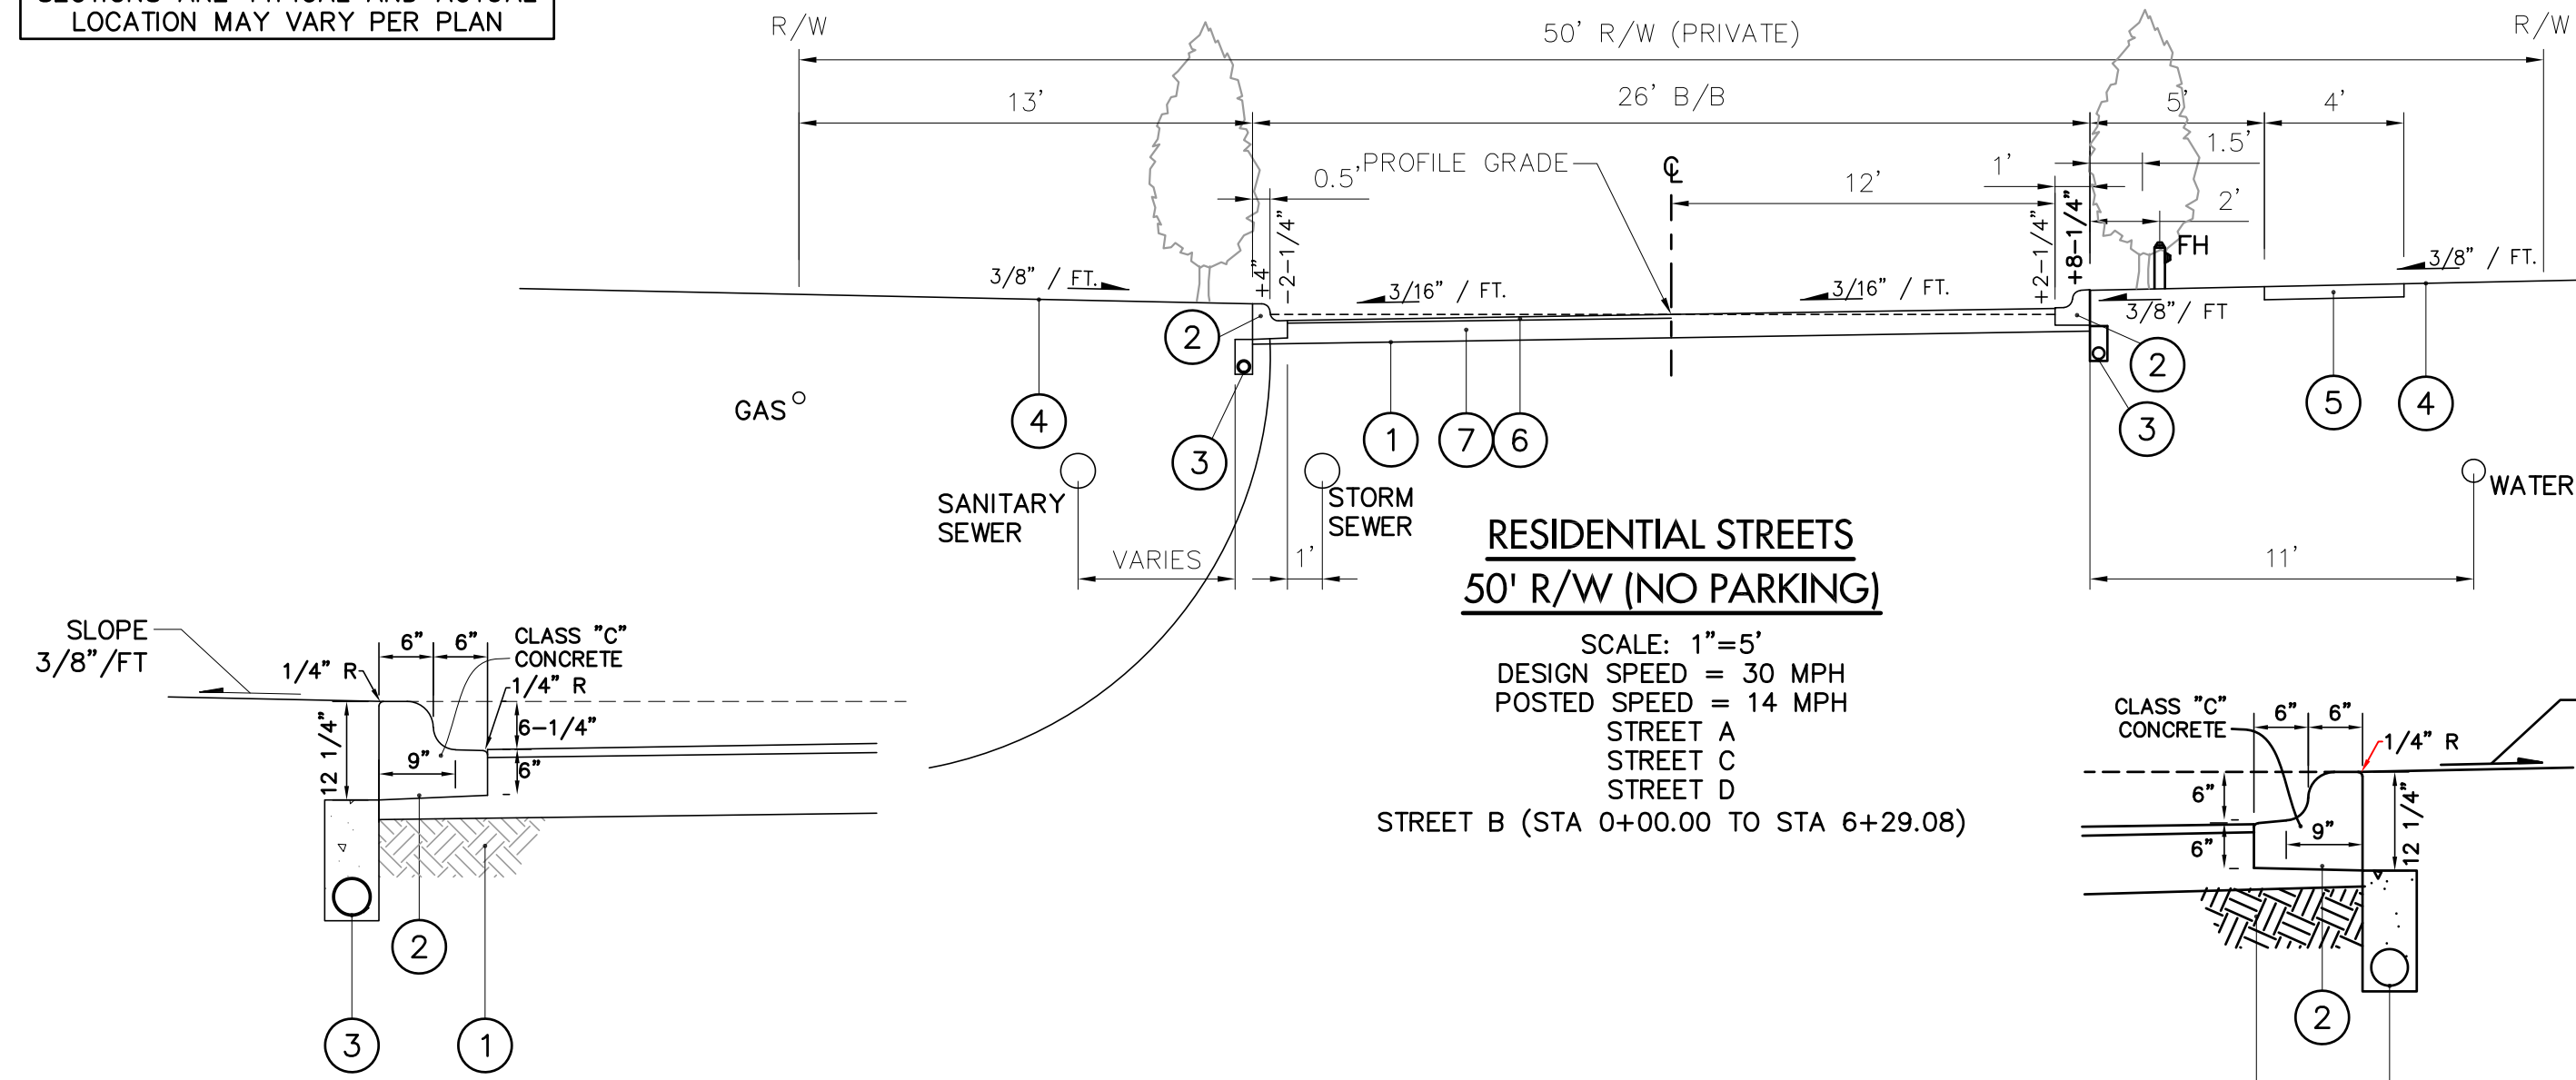 LOCATION MAY VARY PER PLAN
R/W
50' R/W (PRIVATE)
R/W
13'
26' B/B
5'
4'
1.5'
0.5'
PROFILE GRADE
℄
12'
1'
2'
+4"
-2-1/4"
+2-1/4"
+8-1/4"
FH
3/8" / FT.
3/16" / FT.
3/16" / FT.
3/8"/ FT
3/8" / FT.
2
2
GAS
4
3
1
7
6
3
5
4
SANITARY
SEWER
STORM
SEWER
WATER
VARIES
1'
11'
RESIDENTIAL STREETS
50' R/W (NO PARKING)
SCALE: 1"=5'
DESIGN SPEED = 30 MPH
POSTED SPEED = 14 MPH
STREET A
STREET C
STREET D
STREET B (STA 0+00.00 TO STA 6+29.08)
SLOPE
3/8"/FT
1/4" R
6"
6"
CLASS "C"
CONCRETE
1/4" R
12 1/4"
6-1/4"
9"
6"
2
3
1
CLASS "C"
CONCRETE
6"
6"
1/4" R
6"
9"
6"
12 1/4"
2